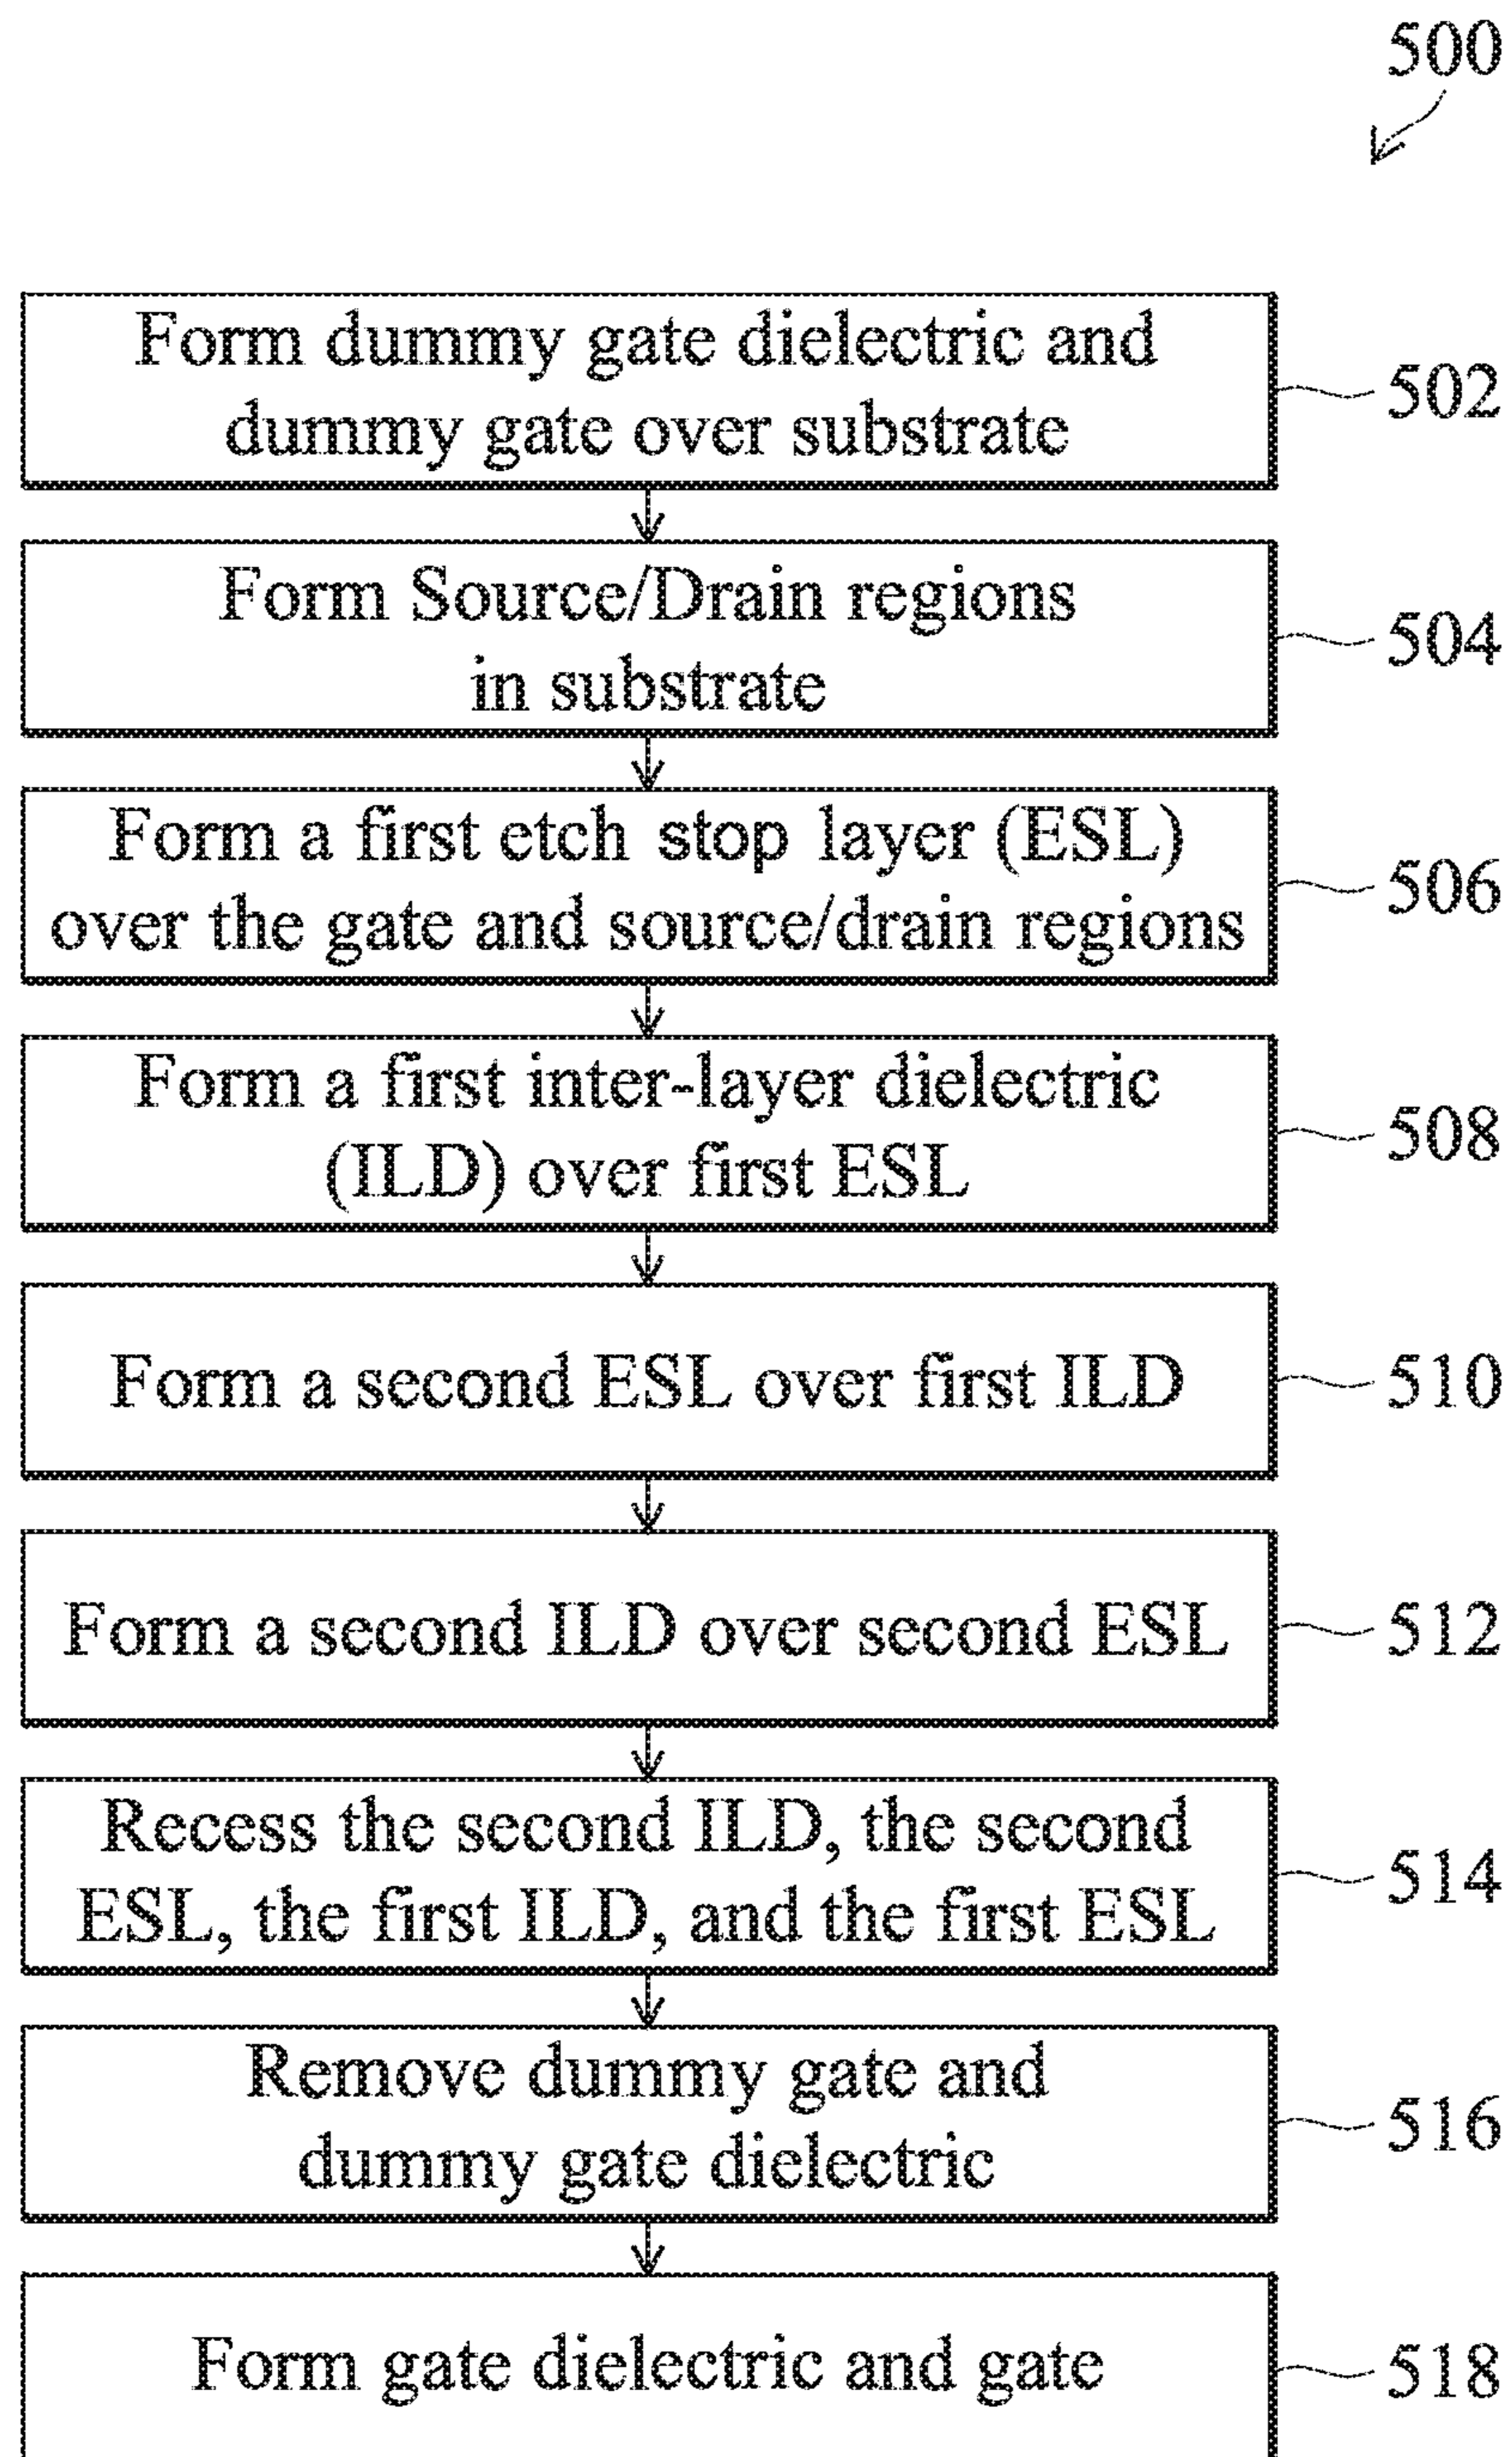 500
Form dummy gate dielectric and
dummy gate over substrate
502
Form Source/Drain regions
in substrate
504
Form a first etch stop layer (ESL)
over the gate and source/drain regions
506
Form a first inter-layer dielectric
(ILD) over first ESL
508
Form a second ESL over first ILD
510
Form a second ILD over second ESL
512
Recess the second ILD, the second
ESL, the first ILD, and the first ESL
514
Remove dummy gate and
dummy gate dielectric
516
Form gate dielectric and gate
518